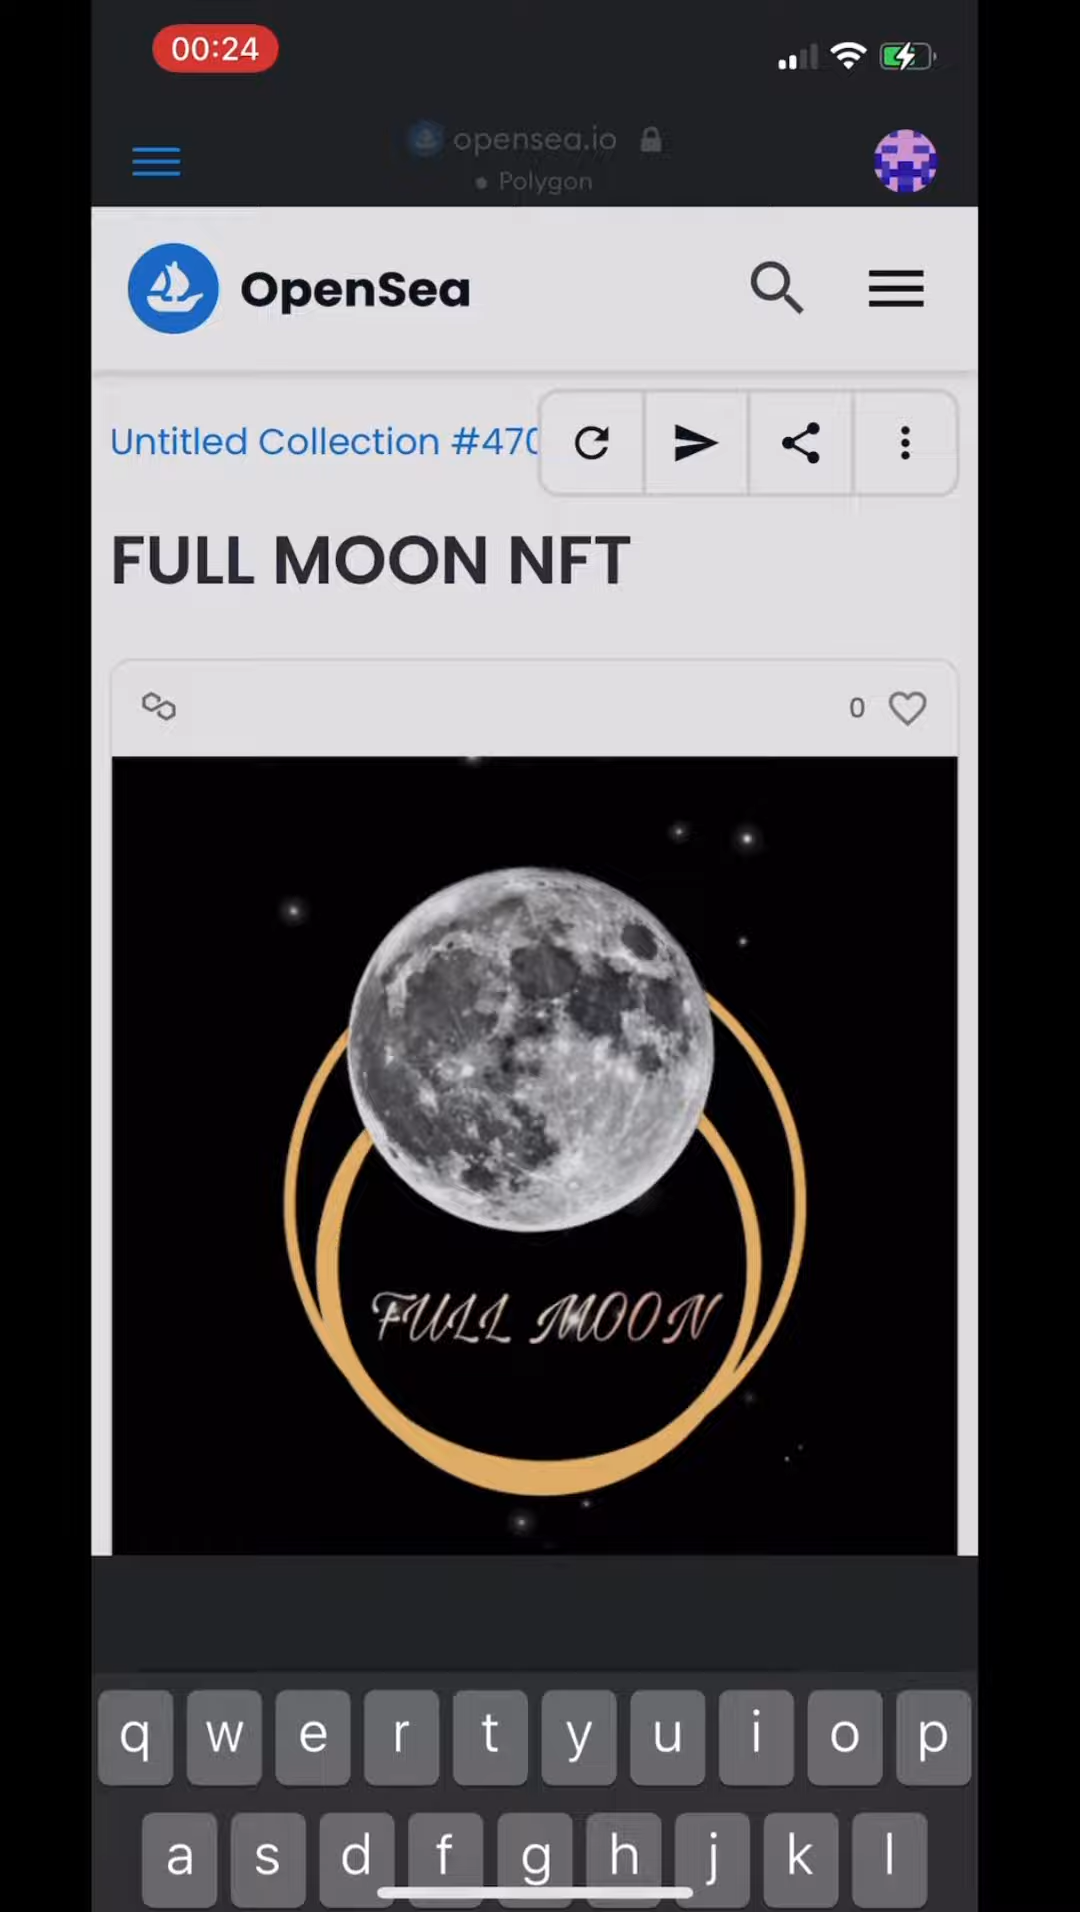 00:24
opensea.io
Polygon
OpenSea
Untitled Collection #470
FULL MOON NFT
0
FULL MOON
q w e r t y u i o p
a s d f g h j k l